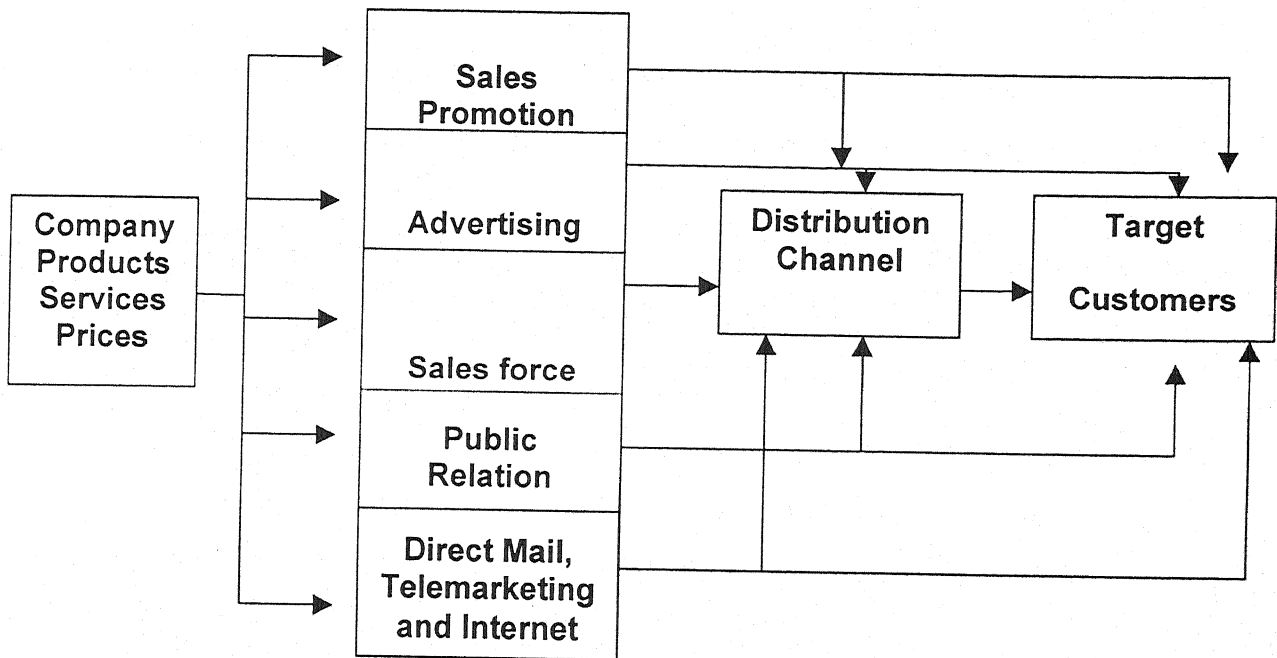 Company
Products
Services
Prices
Sales
Promotion
Advertising
Sales force
Public
Relation
Direct Mail,
Telemarketing
and Internet
Distribution
Channel
Target
Customers